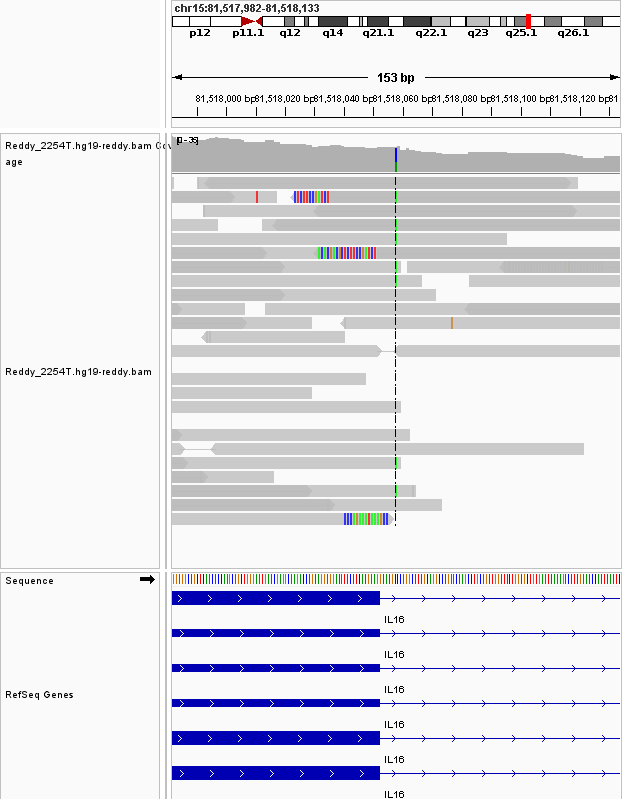 chr15:81,517,982-81,518,133
p12 p11.1 q12 q14 q21.1 q22.1 q23 q25.1 q26.1
153 bp
81,518,000 bp 81,518,020 bp 81,518,040 bp 81,518,060 bp 81,518,080 bp 81,518,100 bp 81,518,120 bp 81
Reddy_2254T.hg19-reddy.bam Cov
age
Reddy_2254T.hg19-reddy.bam
Sequence
IL16
IL16
IL16
RefSeq Genes
IL16
IL16
IL16